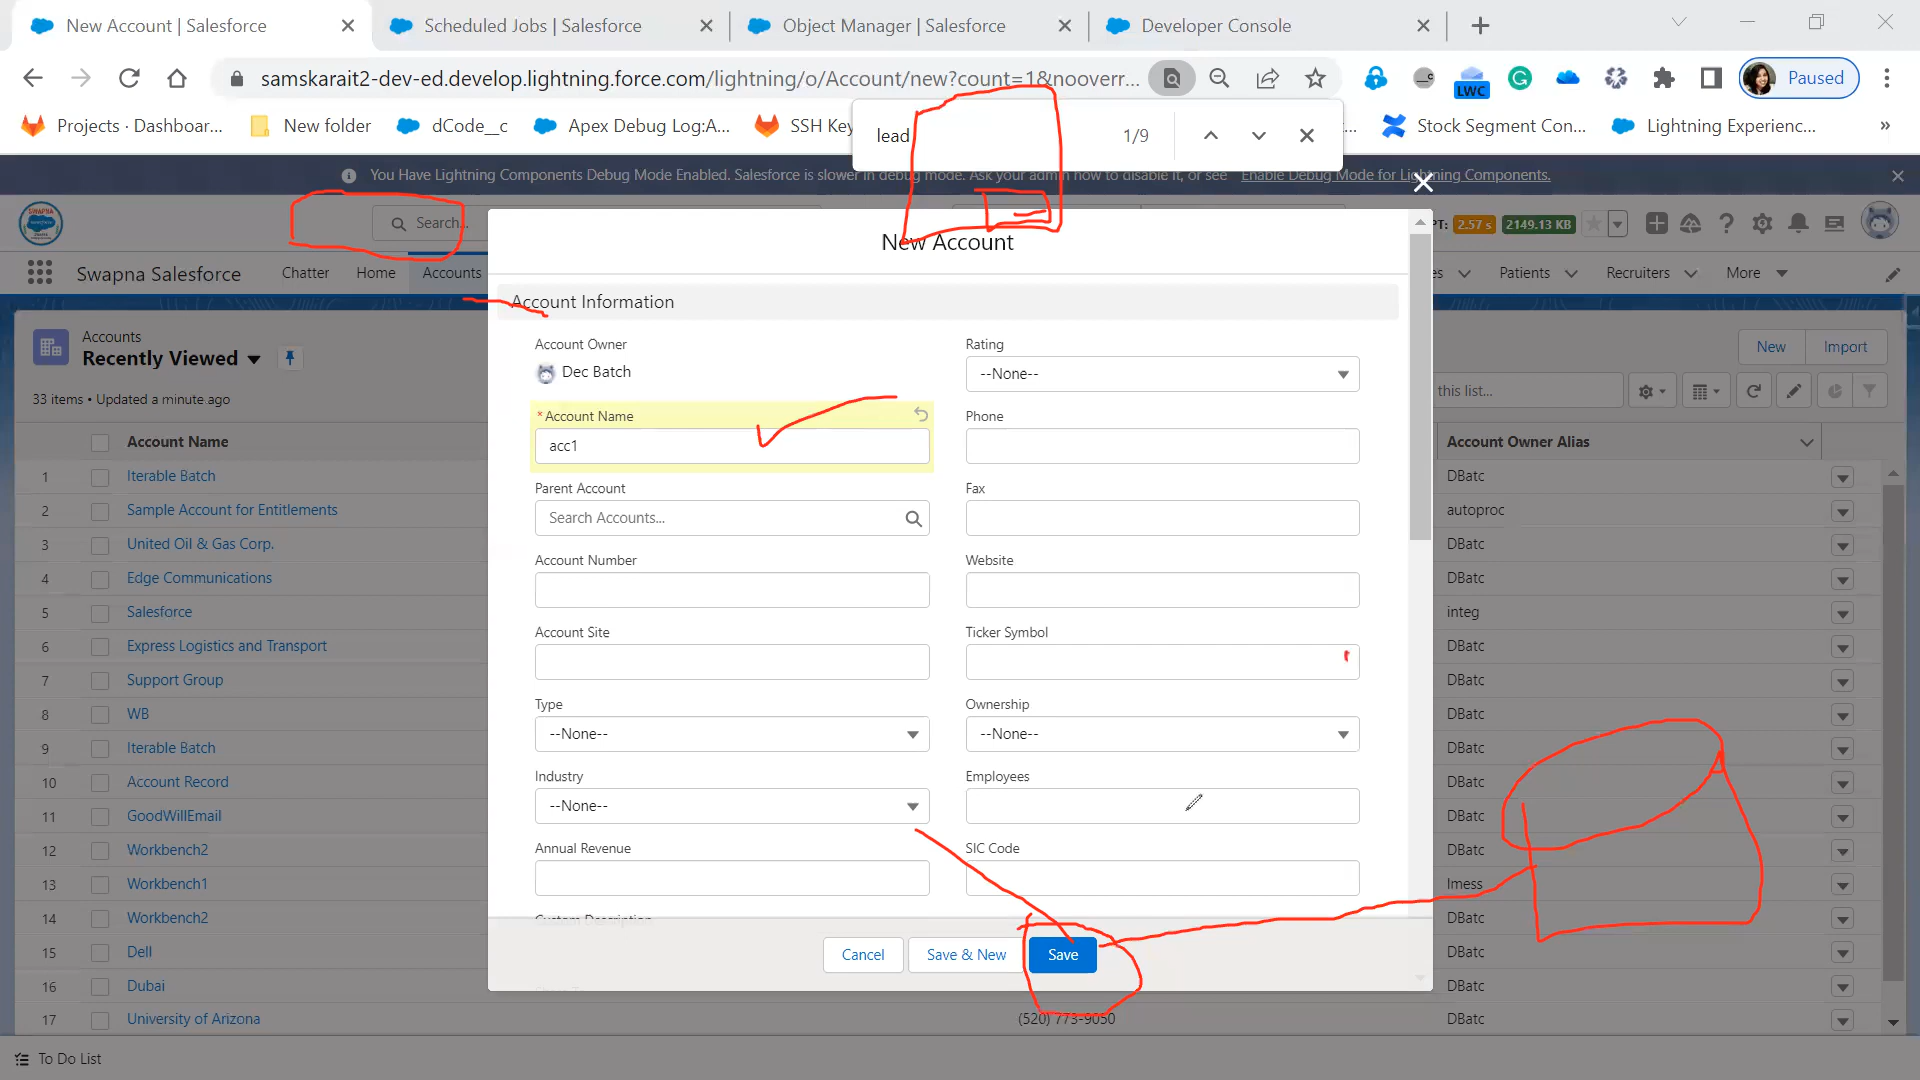 New Account | Salesforce
Scheduled Jobs | Salesforce
Object Manager | Salesforce
Developer Console
samskarait2-dev-ed.develop.lightning.force.com/lightning/o/Account/new?count=1&nooverr...
LWC
Paused
Projects · Dashboar...
New folder
dCode__c
Apex Debug Log:A...
SSH Key
Stock Segment Con...
Lightning Experienc...
»
lead
1/9
You Have Lightning Components Debug Mode Enabled. Salesforce is slower in debug mode. Ask your admin how to disable it, or see Enable Debug Mode for Lightning Components.
Search...
PT: 2.57 s 2149.13 KB
Swapna Salesforce
Chatter
Home
Accounts
es
Patients
Recruiters
More
New Account
Account Information
Accounts
Recently Viewed
33 items • Updated a minute ago
New
Import
this list...
Account Owner
Dec Batch
Rating
--None--
* Account Name
acc1
Phone
Parent Account
Search Accounts...
Fax
Account Number
Website
Account Site
Ticker Symbol
Type
--None--
Ownership
--None--
Industry
--None--
Employees
Annual Revenue
SIC Code
Custom Description
Cancel
Save & New
Save
Account Name
Account Owner Alias
1 Iterable Batch DBatc
2 Sample Account for Entitlements autoproc
3 United Oil & Gas Corp. DBatc
4 Edge Communications DBatc
5 Salesforce integ
6 Express Logistics and Transport DBatc
7 Support Group DBatc
8 WB DBatc
9 Iterable Batch DBatc
10 Account Record DBatc
11 GoodWillEmail DBatc
12 Workbench2 DBatc
13 Workbench1 Imess
14 Workbench2 DBatc
15 Dell DBatc
16 Dubai DBatc
17 University of Arizona (520) 773-9050 DBatc
To Do List